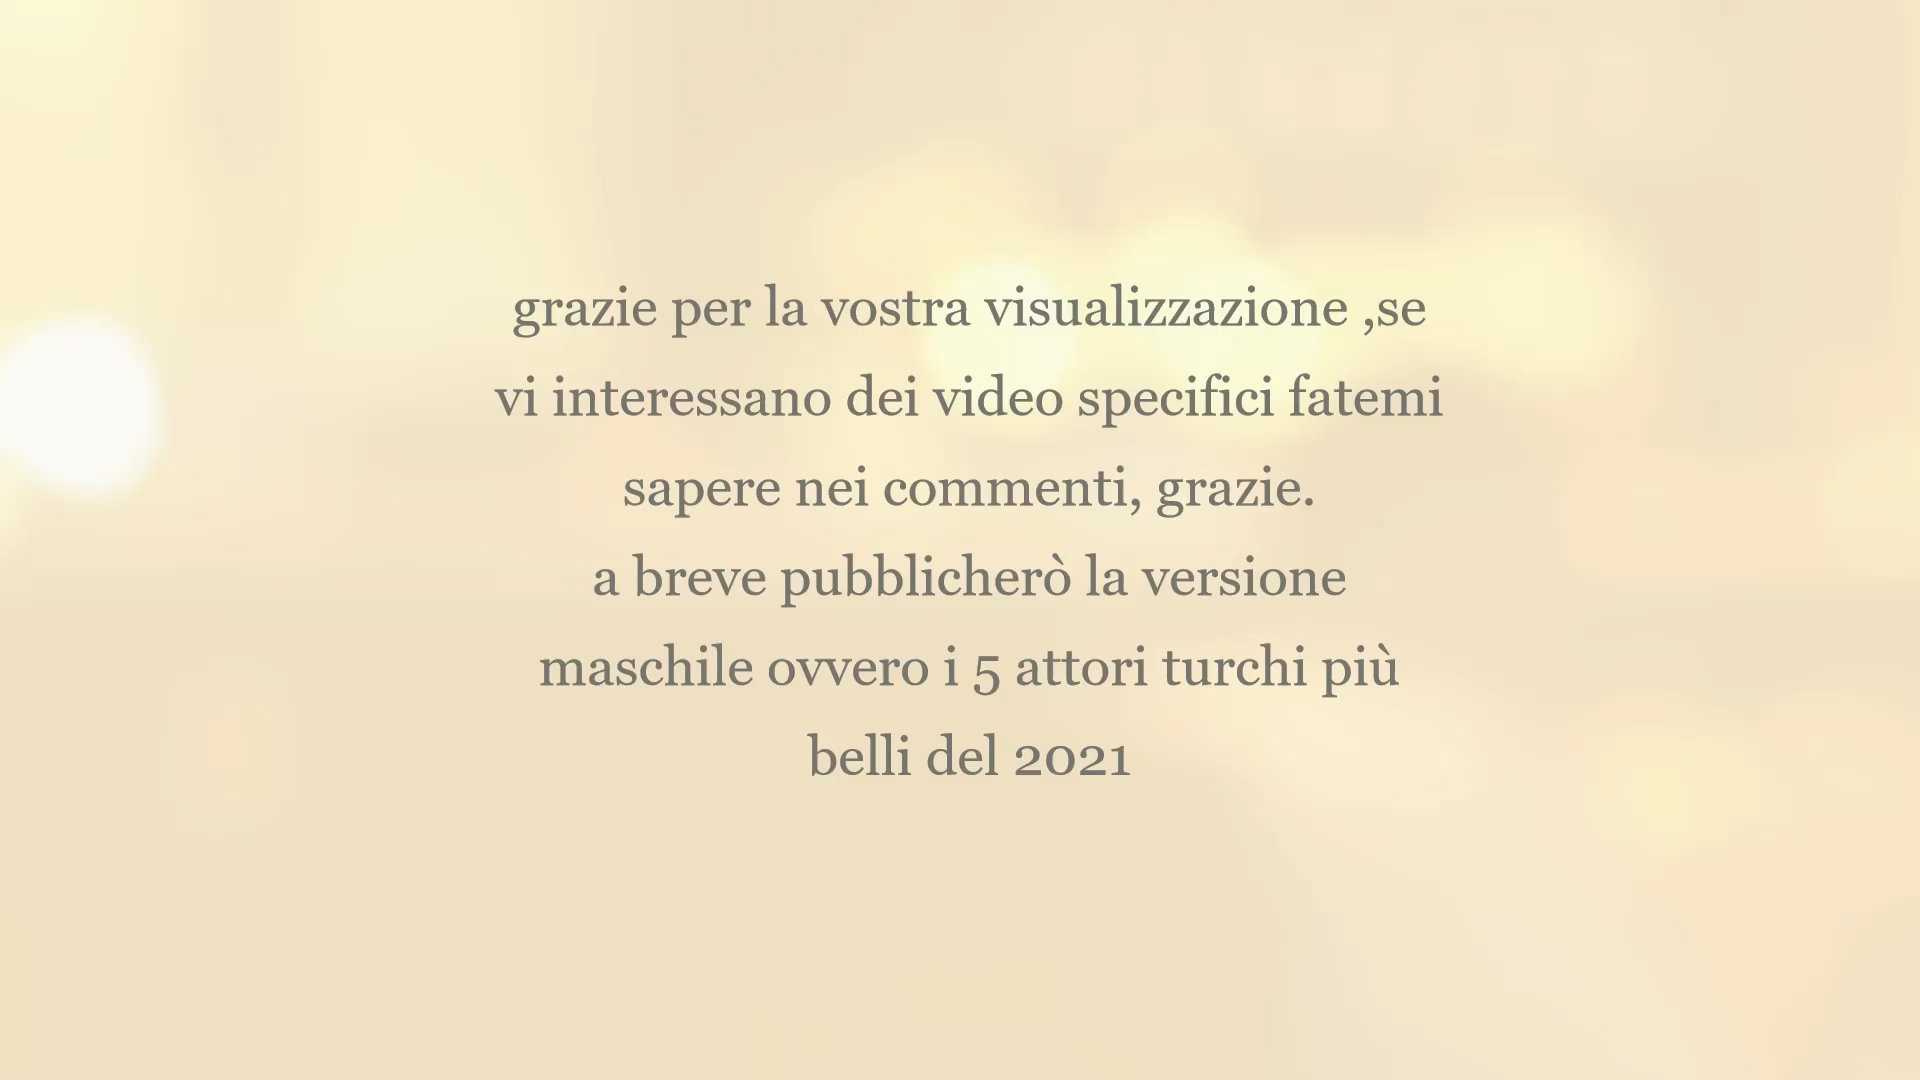 grazie per la vostra visualizzazione ,se
vi interessano dei video specifici fatemi
sapere nei commenti, grazie.
a breve pubblicherò la versione
maschile ovvero i 5 attori turchi più
belli del 2021